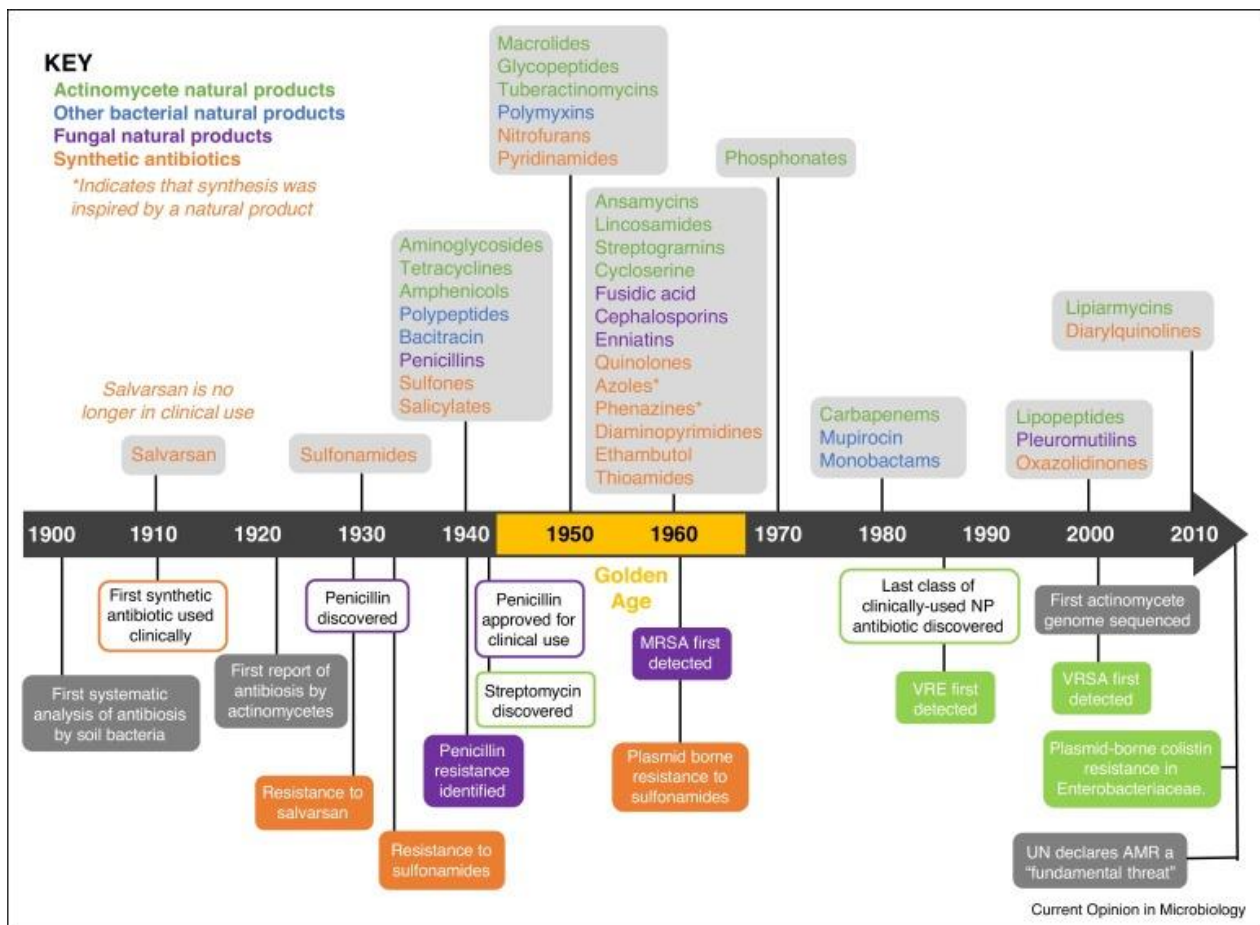 KEY
Actinomycete natural products
Other bacterial natural products
Fungal natural products
Synthetic antibiotics
*Indicates that synthesis was
inspired by a natural product
Salvarsan is no
longer in clinical use
Salvarsan
Sulfonamides
Aminoglycosides
Tetracyclines
Amphenicols
Polypeptides
Bacitracin
Penicillins
Sulfones
Salicylates
Macrolides
Glycopeptides
Tuberactinomycins
Polymyxins
Nitrofurans
Pyridinamides
Ansamycins
Lincosamides
Streptogramins
Cycloserine
Fusidic acid
Cephalosporins
Enniatins
Quinolones
Azoles*
Phenazines*
Diaminopyrimidines
Ethambutol
Thioamides
Phosphonates
Carbapenems
Mupirocin
Monobactams
Lipopeptides
Pleuromutilins
Oxazolidinones
Lipiarmycins
Diarylquinolines
1900 1910 1920 1930 1940 1950 1960 1970 1980 1990 2000 2010
Golden
Age
First systematic
analysis of antibiosis
by soil bacteria
First synthetic
antibiotic used
clinically
First report of
antibiosis by
actinomycetes
Penicillin
discovered
Resistance to
salvarsan
Resistance to
sulfonamides
Penicillin
resistance
identified
Penicillin
approved for
clinical use
Streptomycin
discovered
MRSA first
detected
Plasmid borne
resistance to
sulfonamides
Last class of
clinically-used NP
antibiotic discovered
VRE first
detected
First actinomycete
genome sequenced
VRSA first
detected
Plasmid-borne colistin
resistance in
Enterobacteriaceae.
UN declares AMR a
“fundamental threat”
Current Opinion in Microbiology